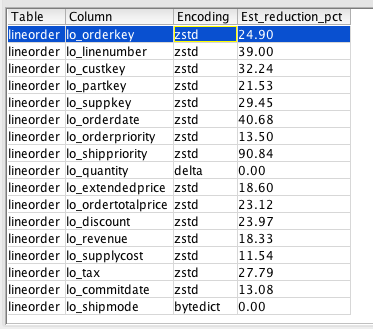 Table Column Encoding Est_reduction_pct
lineorder lo_orderkey zstd 24.90
lineorder lo_linenumber zstd 39.00
lineorder lo_custkey zstd 32.24
lineorder lo_partkey zstd 21.53
lineorder lo_suppkey zstd 29.45
lineorder lo_orderdate zstd 40.68
lineorder lo_orderpriority zstd 13.50
lineorder lo_shippriority zstd 90.84
lineorder lo_quantity delta 0.00
lineorder lo_extendedprice zstd 18.60
lineorder lo_ordertotalprice zstd 23.12
lineorder lo_discount zstd 23.97
lineorder lo_revenue zstd 18.33
lineorder lo_supplycost zstd 11.54
lineorder lo_tax zstd 27.79
lineorder lo_commitdate zstd 13.08
lineorder lo_shipmode bytedict 0.00